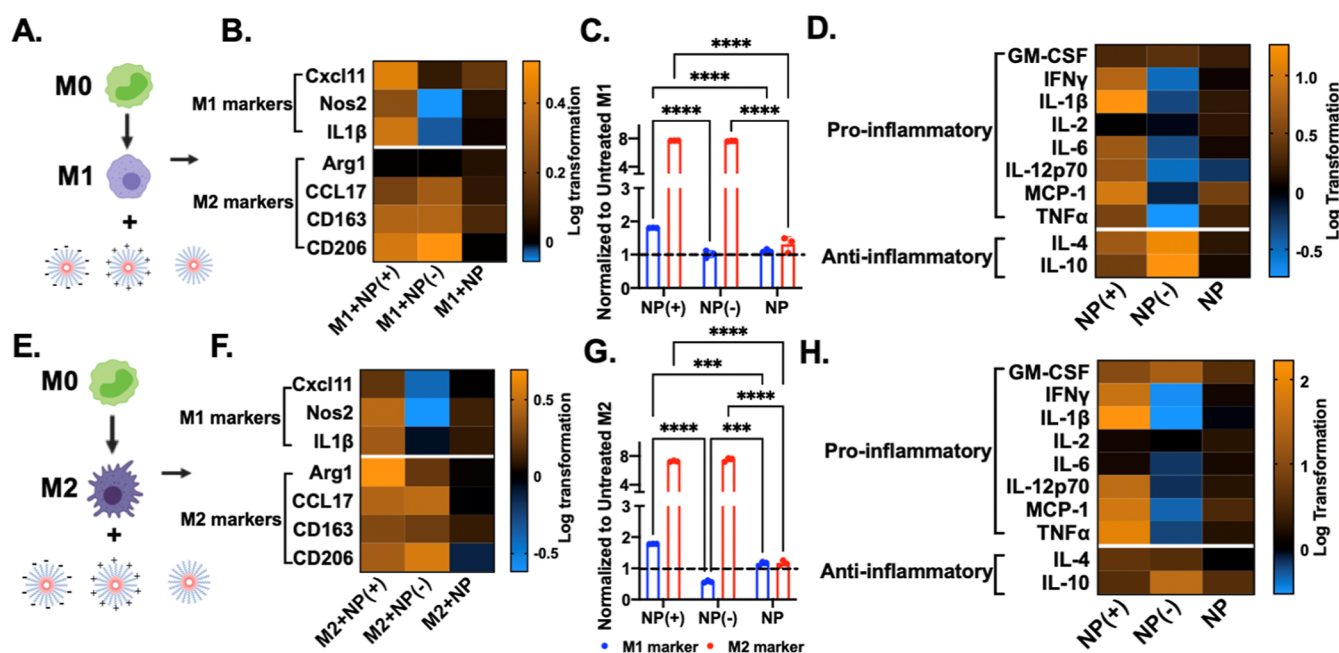 A.
M0
M1
+
B.
M1 markers
Cxcl11
Nos2
IL1β
M2 markers
Arg1
CCL17
CD163
CD206
M1+NP(+)
M1+NP(-)
M1+NP
0.4
0.2
0
Log transformation
C.
Normalized to Untreated M1
8
4
3
2
1
0
****
****
****
****
NP(+)
NP(-)
NP
D.
Pro-inflammatory
GM-CSF
IFNγ
IL-1β
IL-2
IL-6
IL-12p70
MCP-1
TNFα
Anti-inflammatory
IL-4
IL-10
NP(+)
NP(-)
NP
1.0
0.5
0
-0.5
Log Transformation
E.
M0
M2
+
F.
M1 markers
Cxcl11
Nos2
IL1β
M2 markers
Arg1
CCL17
CD163
CD206
M2+NP(+)
M2+NP(-)
M2+NP
0.5
0
-0.5
Log transformation
G.
Normalized to Untreated M2
8
4
3
2
1
0
****
***
****
****
***
NP(+)
NP(-)
NP
M1 marker
M2 marker
H.
Pro-inflammatory
GM-CSF
IFNγ
IL-1β
IL-2
IL-6
IL-12p70
MCP-1
TNFα
Anti-inflammatory
IL-4
IL-10
NP(+)
NP(-)
NP
2
1
0
Log Transformation